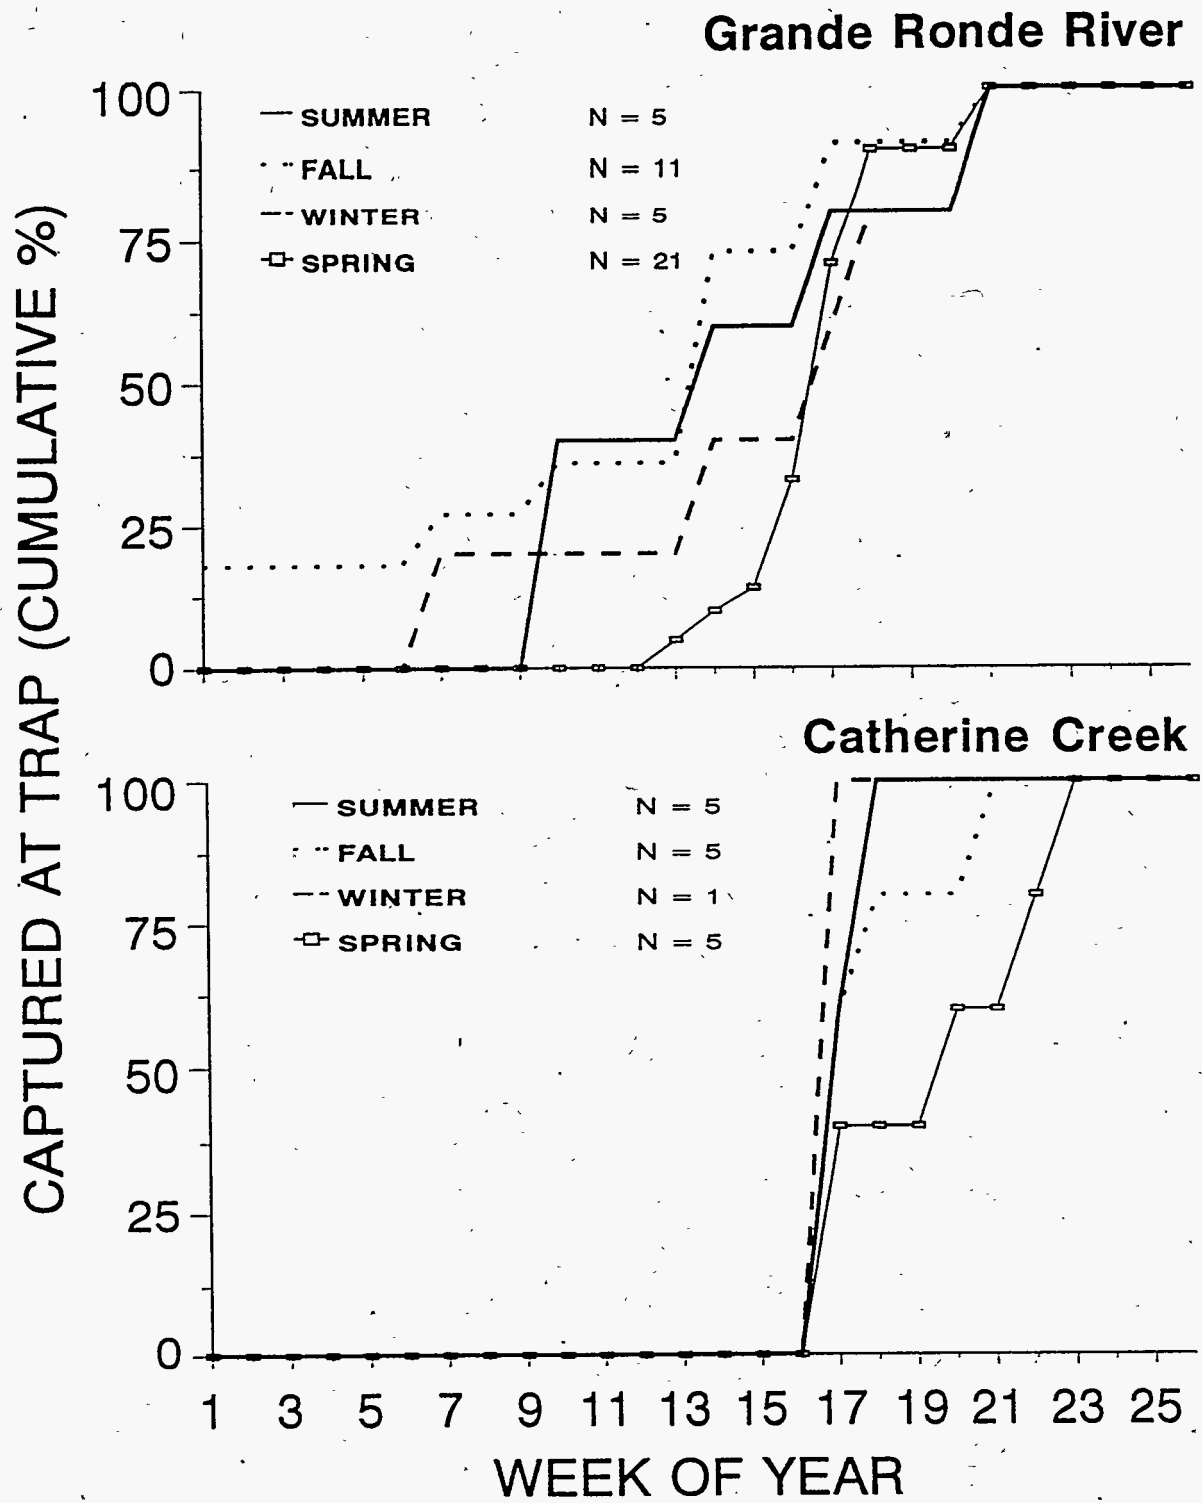 Grande Ronde River
100
75
50
25
0
SUMMER N = 5
FALL N = 11
WINTER N = 5
SPRING N = 21
CAPTURED AT TRAP (CUMULATIVE %)
Catherine Creek
100
75
50
25
0
SUMMER N = 5
FALL N = 5
WINTER N = 1
SPRING N = 5
1 3 5 7 9 11 13 15 17 19 21 23 25
WEEK OF YEAR